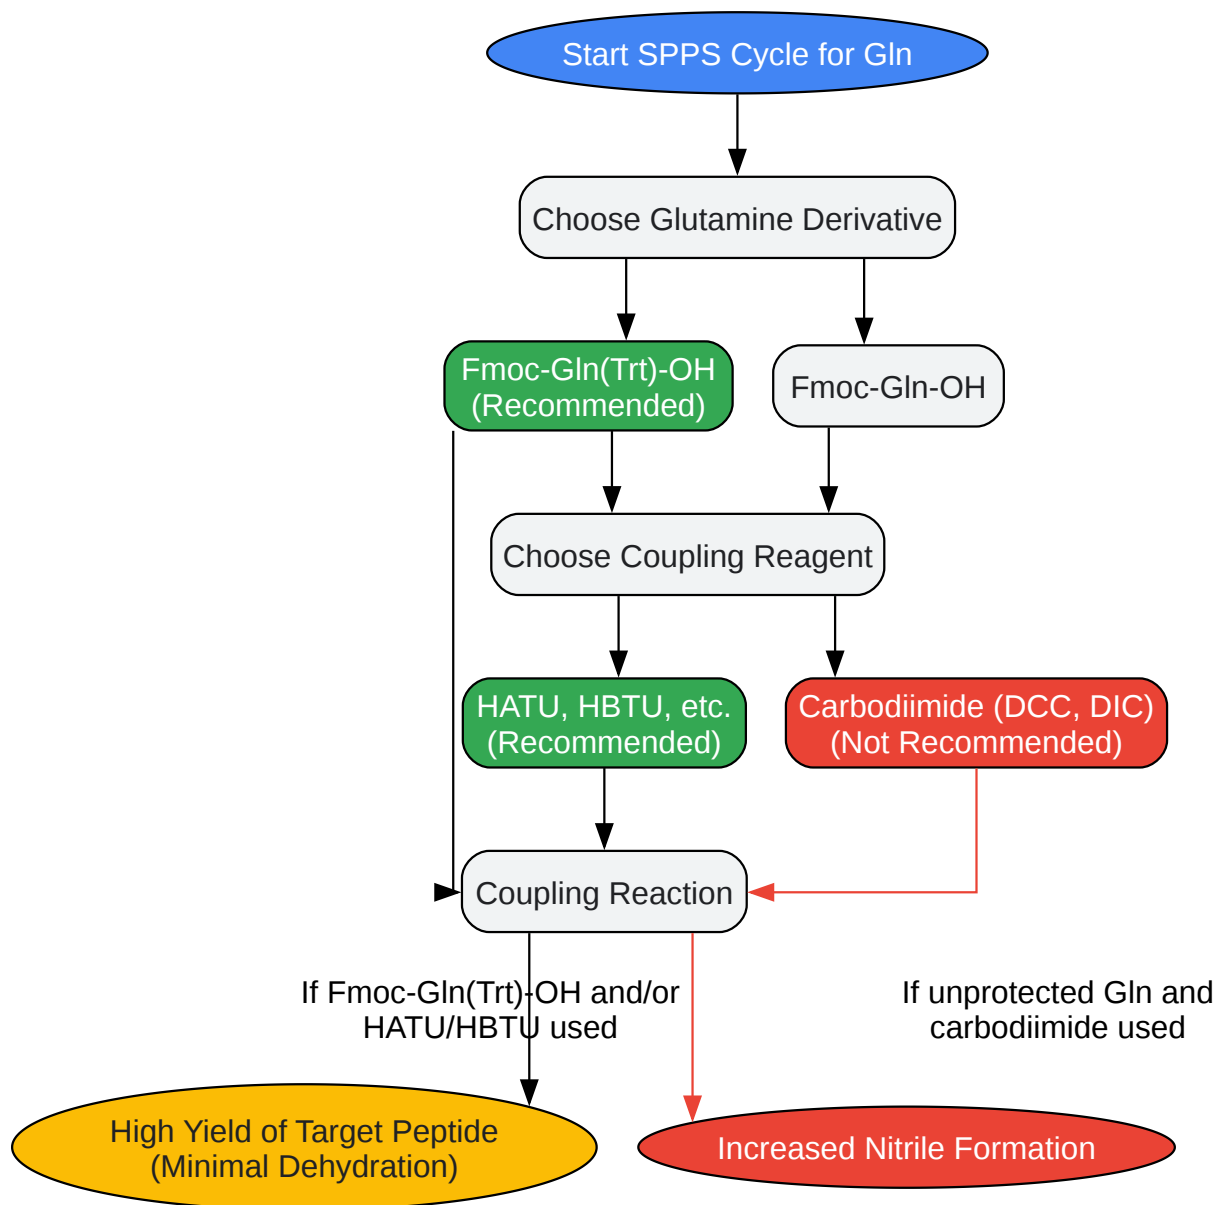 Start SPPS Cycle for Gln
Choose Glutamine Derivative
Fmoc-Gln(Trt)-OH
(Recommended)
Fmoc-Gln-OH
Choose Coupling Reagent
HATU, HBTU, etc.
(Recommended)
Carbodiimide (DCC, DIC)
(Not Recommended)
Coupling Reaction
If Fmoc-Gln(Trt)-OH and/or
HATU/HBTU used
If unprotected Gln and
carbodiimide used
High Yield of Target Peptide
(Minimal Dehydration)
Increased Nitrile Formation